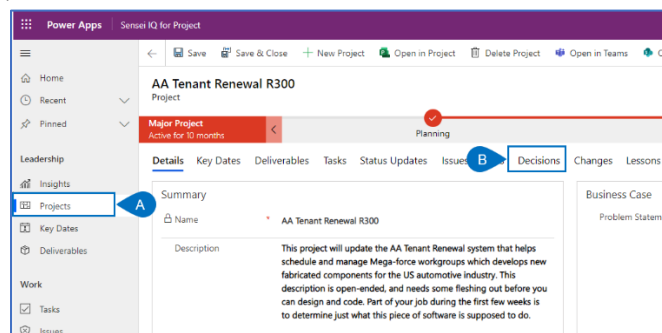 Power Apps Sensei IQ for Project
Save Save & Close New Project Open in Project Delete Project Open in Teams
Home
Recent
Pinned
Leadership
Insights
Projects
Key Dates
Deliverables
Work
Tasks
Issues
A
AA Tenant Renewal R300
Project
Major Project
Active for 10 months
Planning
Details Key Dates Deliverables Tasks Status Updates Issues B Decisions Changes Lessons
Summary
Name * AA Tenant Renewal R300
Description This project will update the AA Tenant Renewal system that helps
schedule and manage Mega-force workgroups which develops new
fabricated components for the US automotive industry. This
description is open-ended, and needs some fleshing out before you
can design and code. Part of your job during the first few weeks is
to determine just what this piece of software is supposed to do.
Business Case
Problem Statem